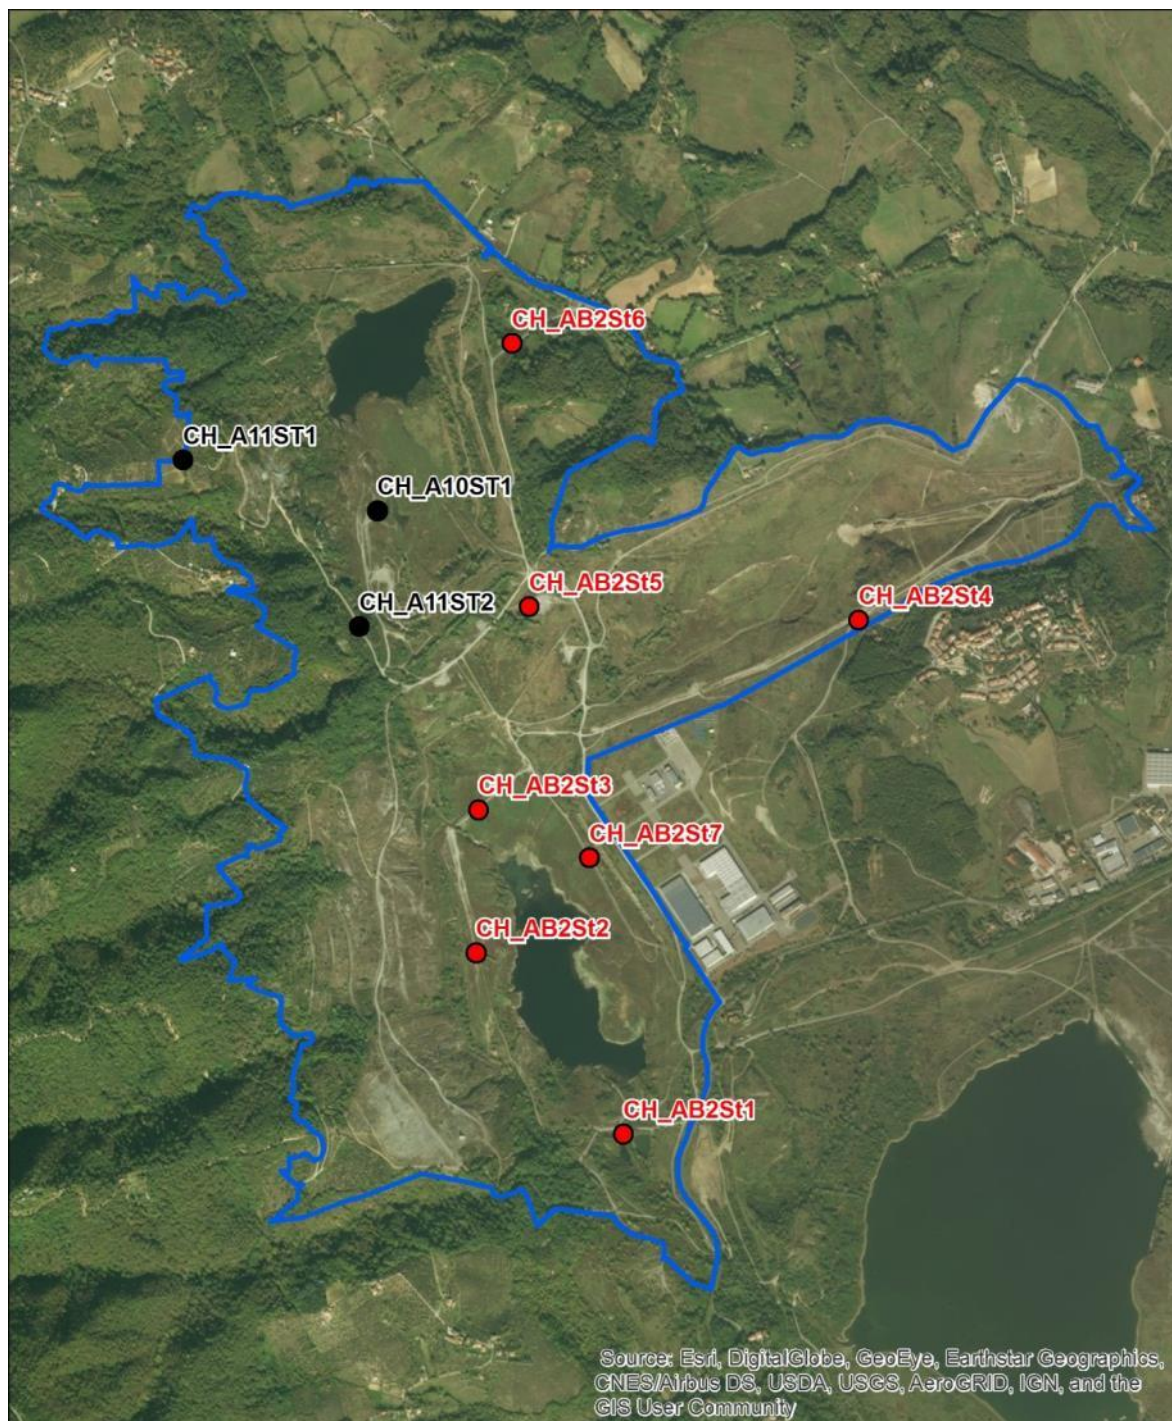 CH_AB2St6
CH_A11ST1
CH_A10ST1
CH_AB2St5
CH_A11ST2
CH_AB2St4
CH_AB2St3
CH_AB2St7
CH_AB2St2
CH_AB2St1
Source: Esri, DigitalGlobe, GeoEye, Earthstar Geographics,
CNES/Airbus DS, USDA, USGS, AeroGRID, IGN, and the
GIS User Community